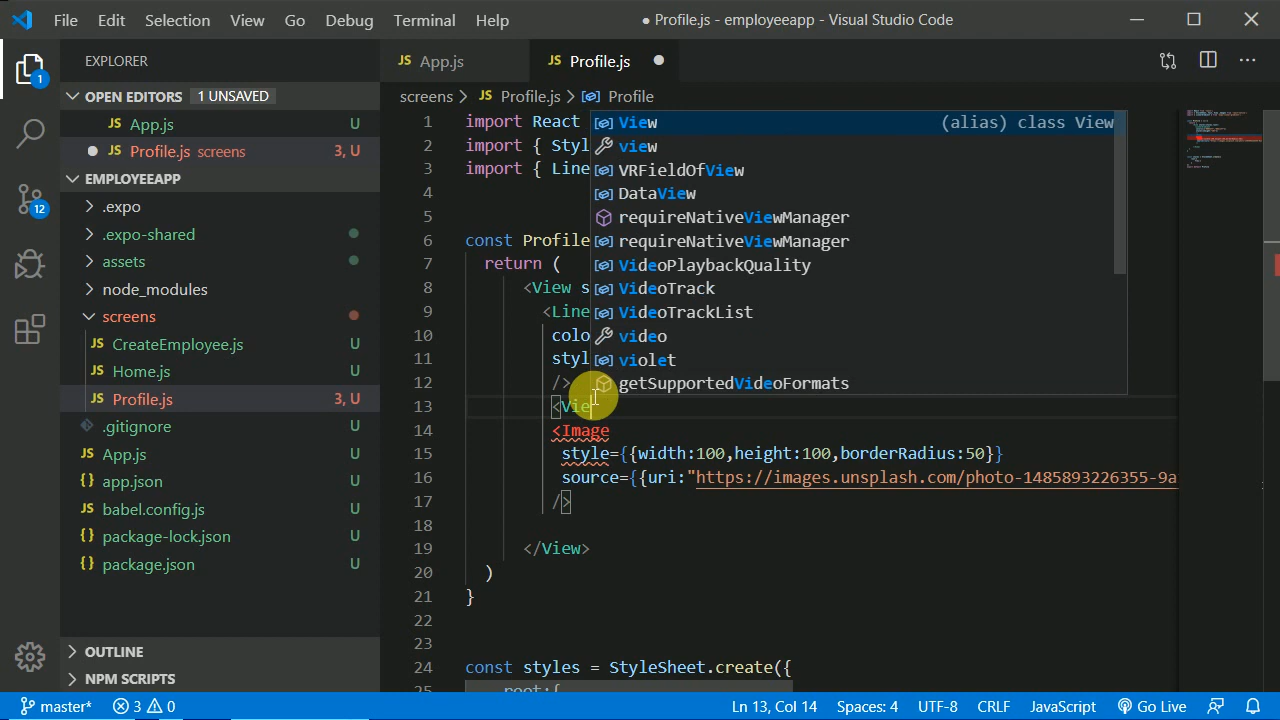 File Edit Selection View Go Debug Terminal Help ● Profile.js - employeeapp - Visual Studio Code
1 EXPLORER JS App.js JS Profile.js
OPEN EDITORS 1 UNSAVED screens > JS Profile.js > Profile
JS App.js U
JS Profile.js screens 3, U
EMPLOYEEAPP
.expo
.expo-shared
assets
node_modules
screens
JS CreateEmployee.js U
JS Home.js U
JS Profile.js 3, U
.gitignore U
JS App.js U
{} app.json U
JS babel.config.js U
{} package-lock.json U
{} package.json U
OUTLINE
NPM SCRIPTS
12
1 import React
2 import { Styl
3 import { Line
4
5
6 const Profile
7 return (
8 <View s
9 <Line
10 colo
11 styl
12 />
13 <Vie
14 <Image
15 style={{width:100,height:100,borderRadius:50}}
16 source={{uri:"https://images.unsplash.com/photo-1485893226355-9a
17 />
18
19 </View>
20 )
21 }
22
23
24 const styles = StyleSheet.create({
25 root:{
View (alias) class View
view
VRFieldOfView
DataView
requireNativeViewManager
requireNativeViewManager
VideoPlaybackQuality
VideoTrack
VideoTrackList
video
violet
getSupportedVideoFormats
master* 3 0 Ln 13, Col 14 Spaces: 4 UTF-8 CRLF JavaScript Go Live